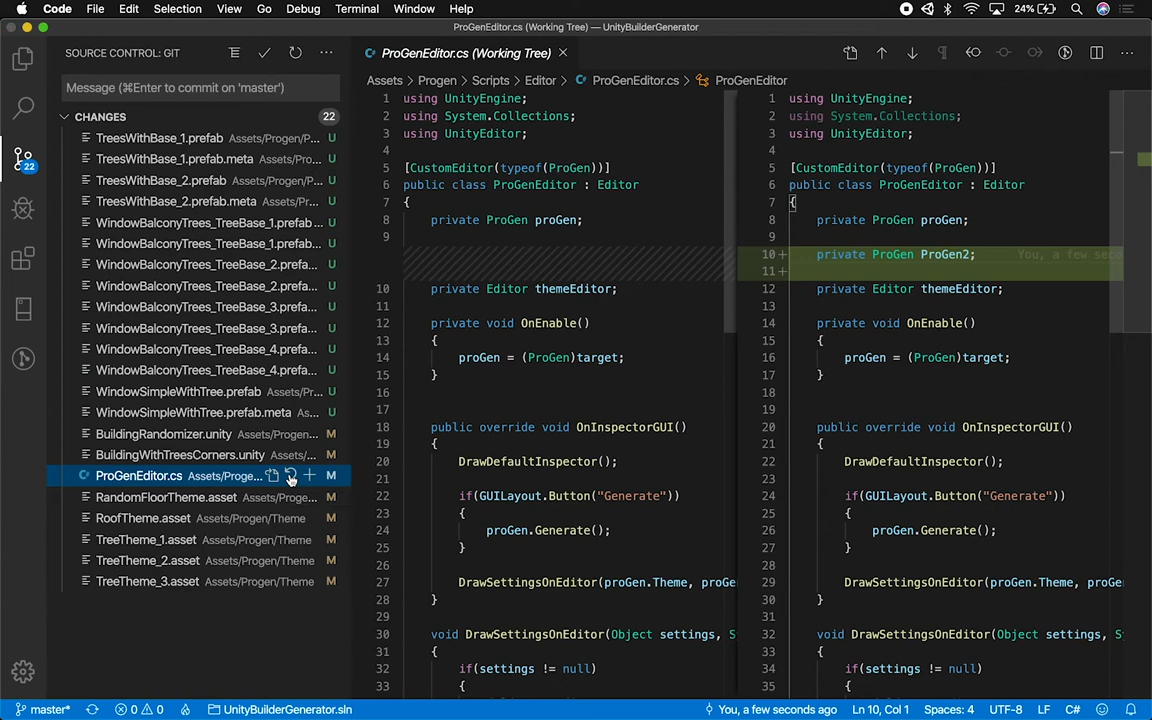 Code File Edit Selection View Go Debug Terminal Window Help 24%
ProGenEditor.cs (Working Tree) — UnityBuilderGenerator
SOURCE CONTROL: GIT
ProGenEditor.cs (Working Tree)
Message (⌘Enter to commit on 'master')
Assets > Progen > Scripts > Editor > ProGenEditor.cs > ProGenEditor
CHANGES 22
22
TreesWithBase_1.prefab Assets/Progen/P... U
TreesWithBase_1.prefab.meta Assets/Pro... U
TreesWithBase_2.prefab Assets/Progen/P... U
TreesWithBase_2.prefab.meta Assets/Pro... U
WindowBalconyTrees_TreeBase_1.prefab... U
WindowBalconyTrees_TreeBase_1.prefab... U
WindowBalconyTrees_TreeBase_2.prefa... U
WindowBalconyTrees_TreeBase_2.prefa... U
WindowBalconyTrees_TreeBase_3.prefa... U
WindowBalconyTrees_TreeBase_3.prefa... U
WindowBalconyTrees_TreeBase_4.prefa... U
WindowBalconyTrees_TreeBase_4.prefa... U
WindowSimpleWithTree.prefab Assets/Pr... U
WindowSimpleWithTree.prefab.meta As... U
BuildingRandomizer.unity Assets/Progen... M
BuildingWithTreesCorners.unity Assets/... M
ProGenEditor.cs Assets/Proge... M
RandomFloorTheme.asset Assets/Proge... M
RoofTheme.asset Assets/Progen/Theme M
TreeTheme_1.asset Assets/Progen/Theme M
TreeTheme_2.asset Assets/Progen/Theme M
TreeTheme_3.asset Assets/Progen/Theme M
1 using UnityEngine;
2 using System.Collections;
3 using UnityEditor;
4
5 [CustomEditor(typeof(ProGen))]
6 public class ProGenEditor : Editor
7 {
8 private ProGen proGen;
9
10 private Editor themeEditor;
11
12 private void OnEnable()
13 {
14 proGen = (ProGen)target;
15 }
16
17
18 public override void OnInspectorGUI()
19 {
20 DrawDefaultInspector();
21
22 if(GUILayout.Button("Generate"))
23 {
24 proGen.Generate();
25 }
26
27 DrawSettingsOnEditor(proGen.Theme, proGe
28 }
29
30 void DrawSettingsOnEditor(Object settings, S
31 {
32 if(settings != null)
33 {
1 using UnityEngine;
2 using System.Collections;
3 using UnityEditor;
4
5 [CustomEditor(typeof(ProGen))]
6 public class ProGenEditor : Editor
7 {
8 private ProGen proGen;
9
10+ private ProGen ProGen2; You, a few seco
11+
12 private Editor themeEditor;
13
14 private void OnEnable()
15 {
16 proGen = (ProGen)target;
17 }
18
19
20 public override void OnInspectorGUI()
21 {
22 DrawDefaultInspector();
23
24 if(GUILayout.Button("Generate"))
25 {
26 proGen.Generate();
27 }
28
29 DrawSettingsOnEditor(proGen.Theme, proGe
30 }
31
32 void DrawSettingsOnEditor(Object settings, S
33 {
34 if(settings != null)
35 {
master* 0 0 UnityBuilderGenerator.sln You, a few seconds ago Ln 10, Col 1 Spaces: 4 UTF-8 LF C#